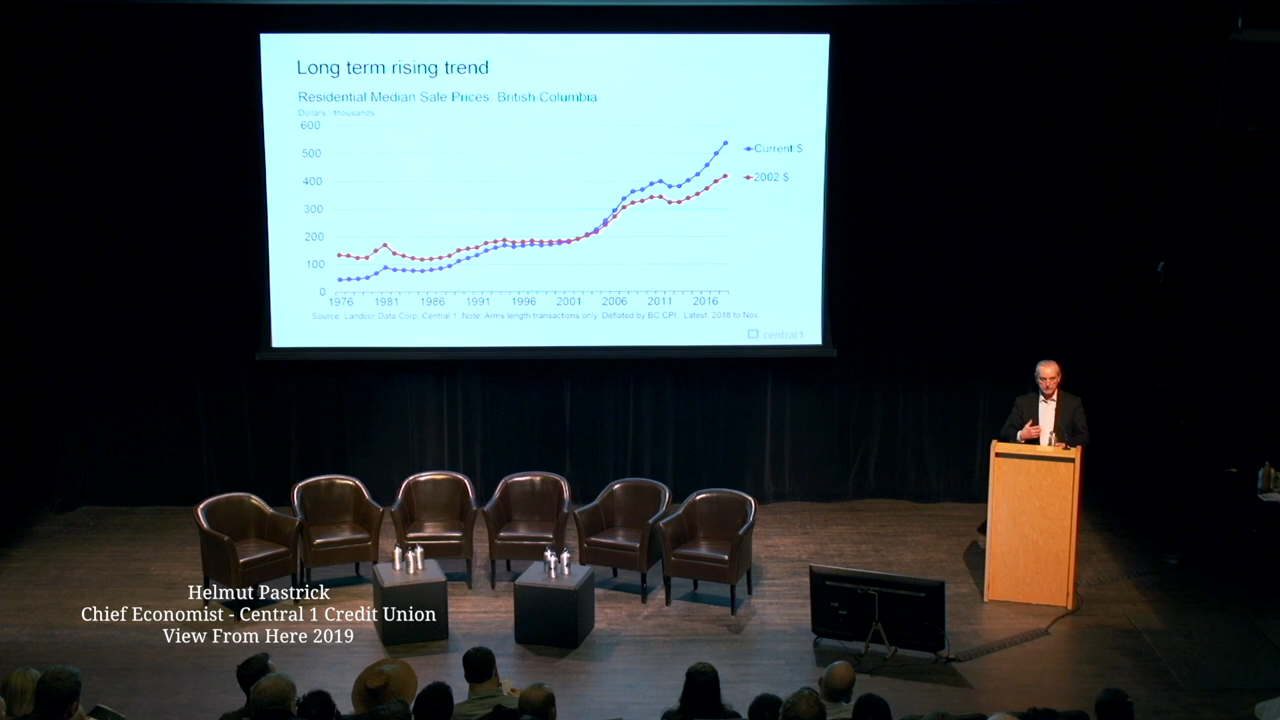 Long term rising trend
Residential Median Sale Prices: British Columbia
Dollars - thousands
600
500
400
300
200
100
0
1976 1981 1986 1991 1996 2001 2006 2011 2016
Current $
2002 $
Source: Landcor Data Corp, Central 1. Note: Arms length transactions only. Deflated by BC CPI. Latest: 2018 to Nov.
central1
Helmut Pastrick
Chief Economist - Central 1 Credit Union
View From Here 2019